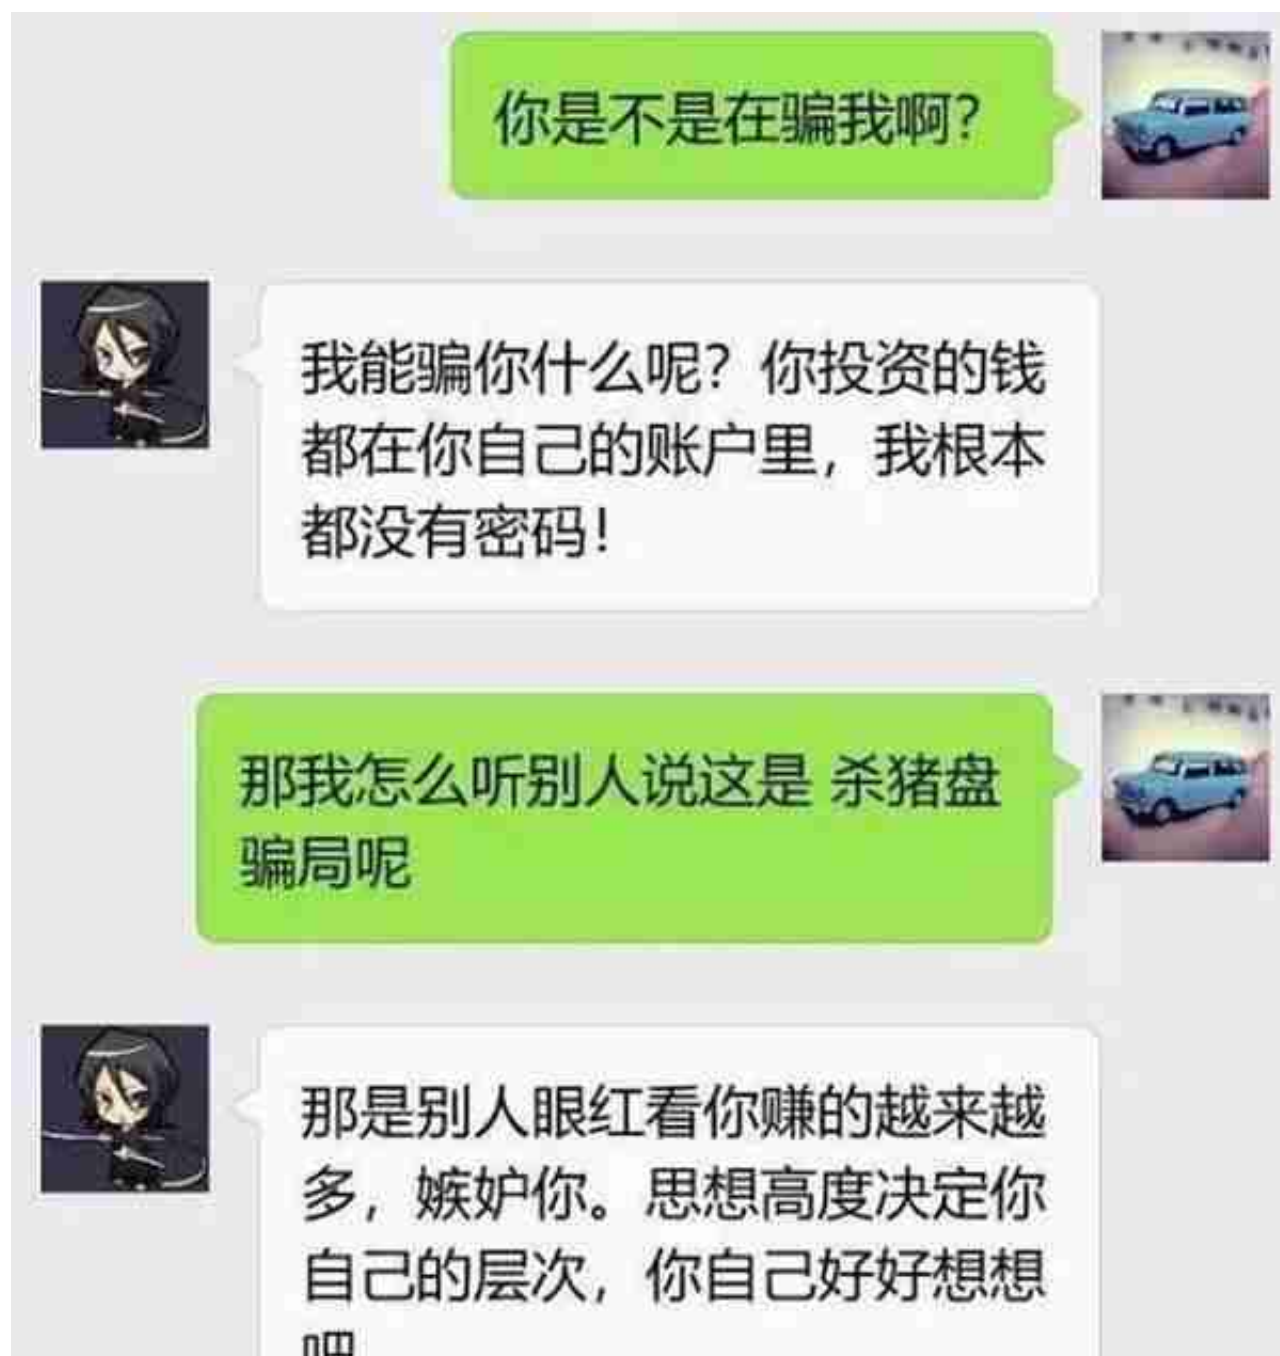 你是不是在骗我啊？
我能骗你什么呢？你投资的钱
都在你自己的账户里，我根本
都没有密码！
那我怎么听别人说这是 杀猪盘
骗局呢
那是别人眼红看你赚的越来越
多，嫉妒你。思想高度决定你
自己的层次，你自己好好想想
吧